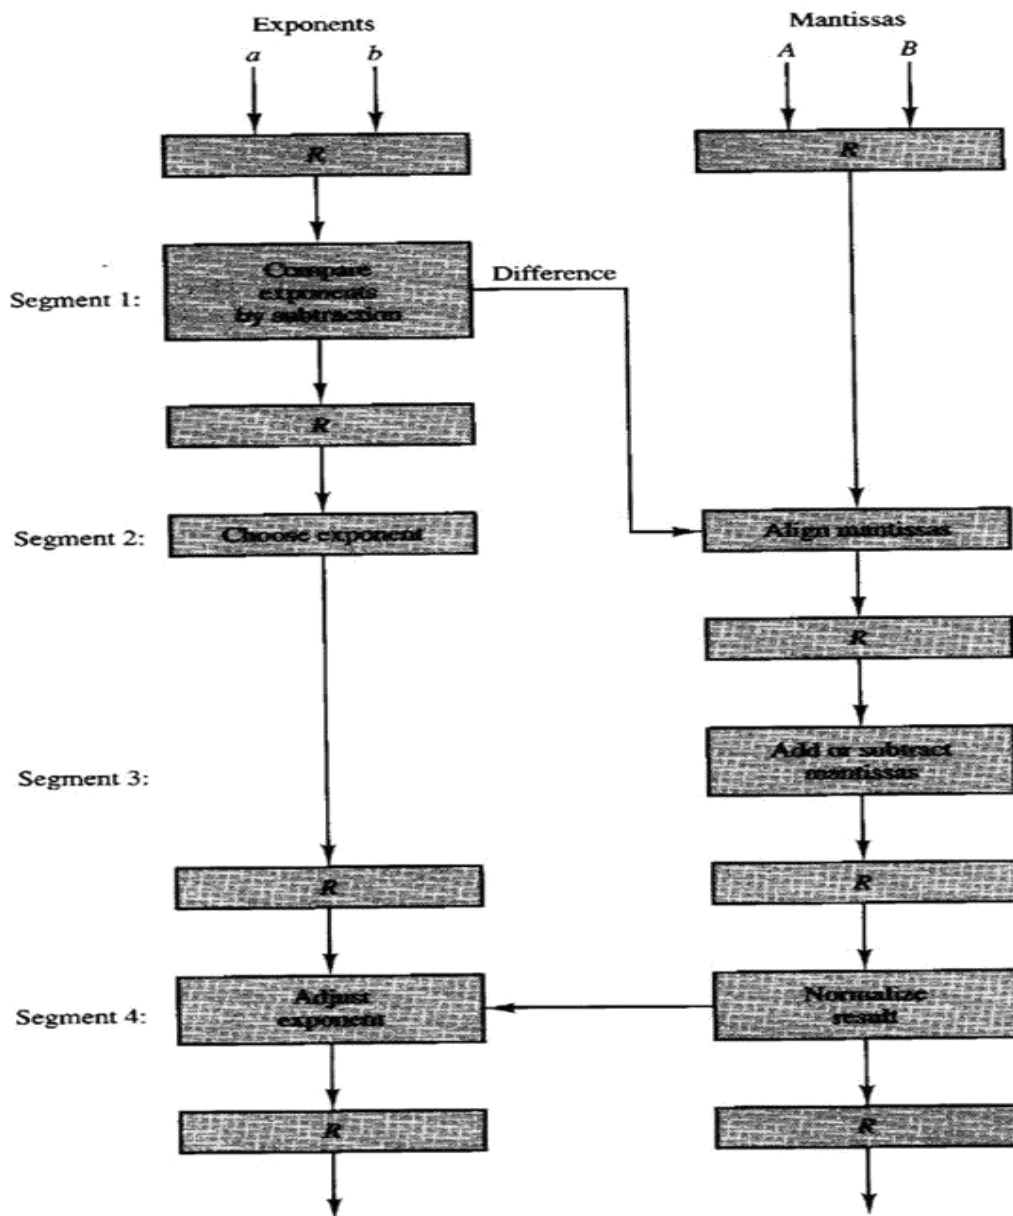 Exponents
Mantissas
a b
A B
R
R
Segment 1:
Compare
exponents
by subtraction
Difference
R
Segment 2:
Choose exponent
Align mantissas
R
Segment 3:
Add or subtract
mantissas
R
R
Segment 4:
Adjust
exponent
Normalize
result
R
R